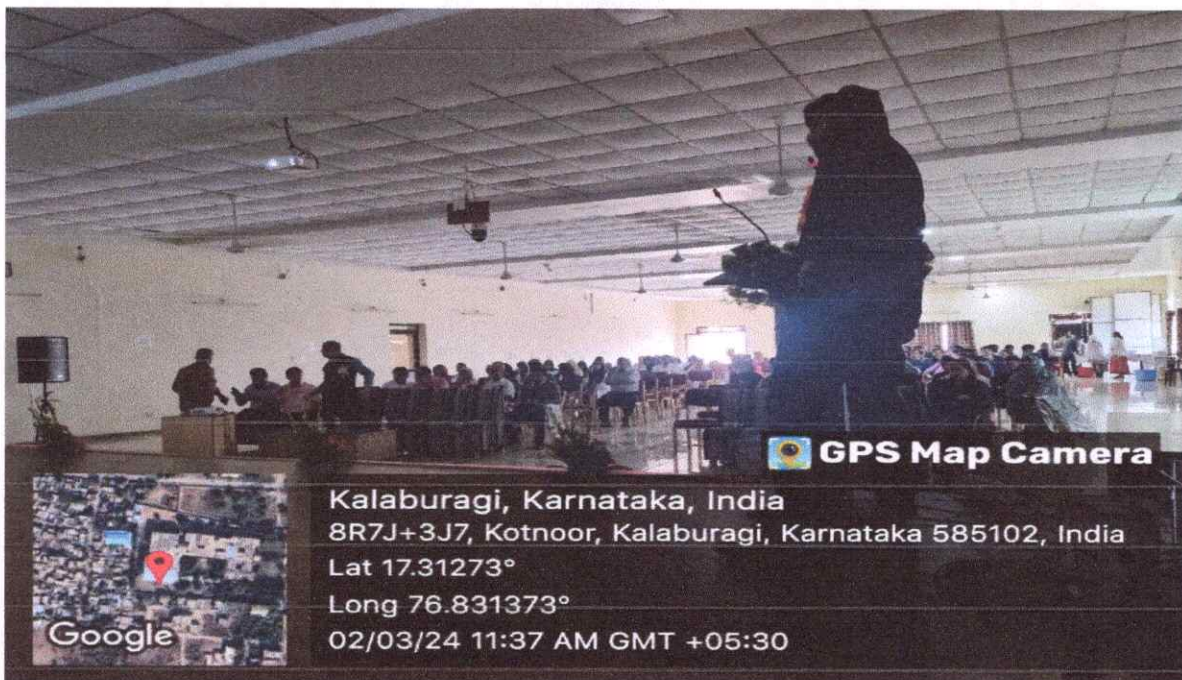 GPS Map Camera
Kalaburagi, Karnataka, India
8R7J+3J7, Kotnoor, Kalaburagi, Karnataka 585102, India
Lat 17.31273°
Long 76.831373°
02/03/24 11:37 AM GMT +05:30
Google